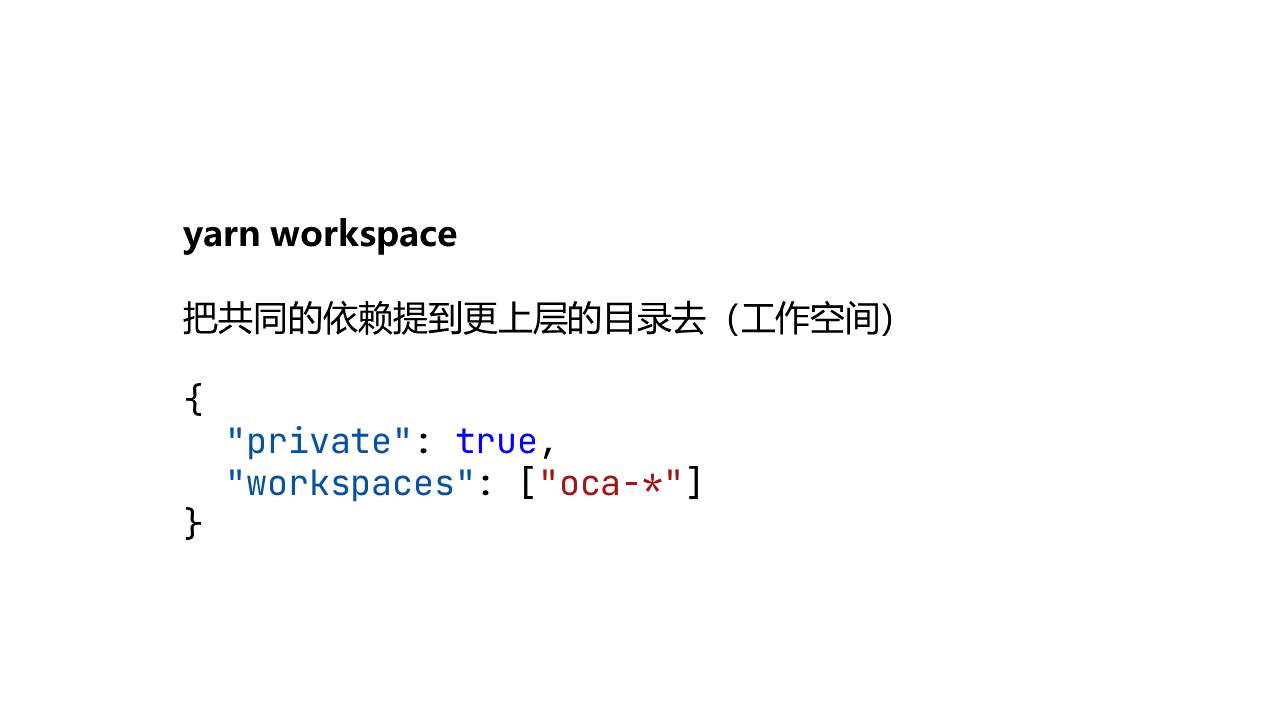 yarn workspace
把共同的依赖提到更上层的目录去（工作空间）
{
  "private": true,
  "workspaces": ["oca-*"]
}